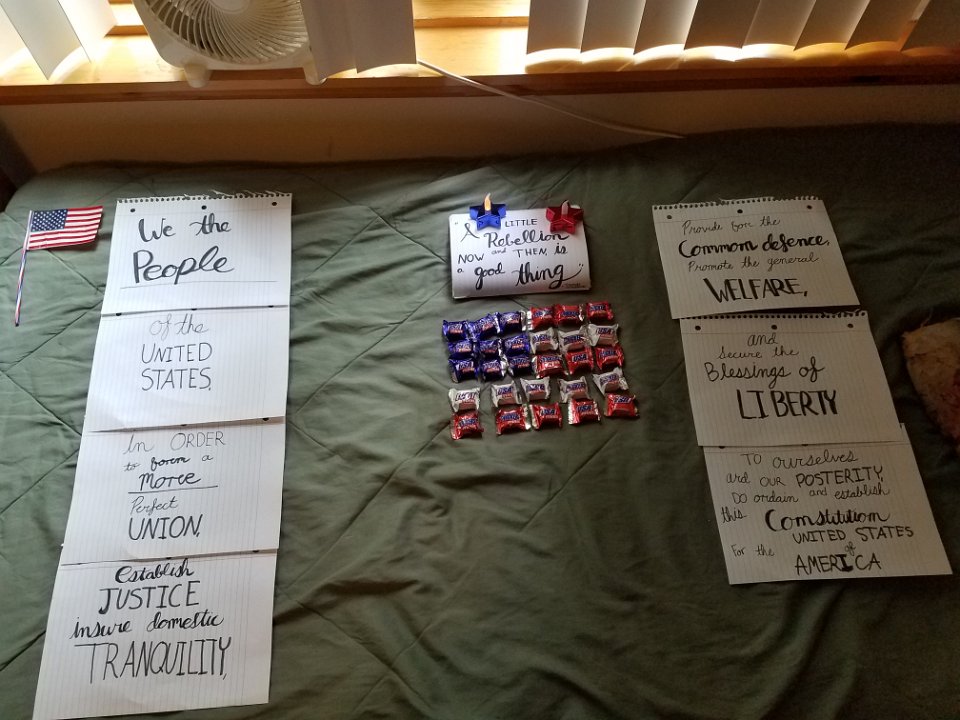 We the
People
of the
UNITED
STATES,
In ORDER
to form a
more
Perfect
UNION,
establish
JUSTICE
insure domestic
TRANQUILITY,
"A LITTLE
Rebellion
NOW and THEN, is
a good thing"
USA
Provide for the
Common defence,
Promote the general
WELFARE,
and
Secure the
Blessings of
LIBERTY
TO Ourselves
and OUR POSTERITY,
DO ordain and establish
this Constitution
For the UNITED STATES
of
AMERICA